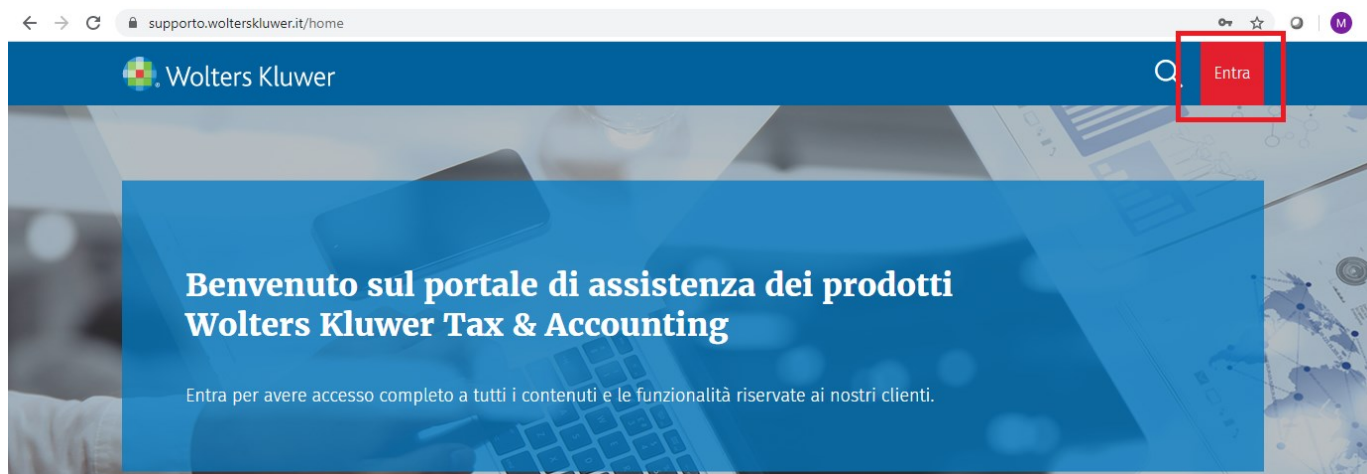 supporto.wolterskluwer.it/home
M
Wolters Kluwer
Entra
Benvenuto sul portale di assistenza dei prodotti
Wolters Kluwer Tax & Accounting
Entra per avere accesso completo a tutti i contenuti e le funzionalità riservate ai nostri clienti.